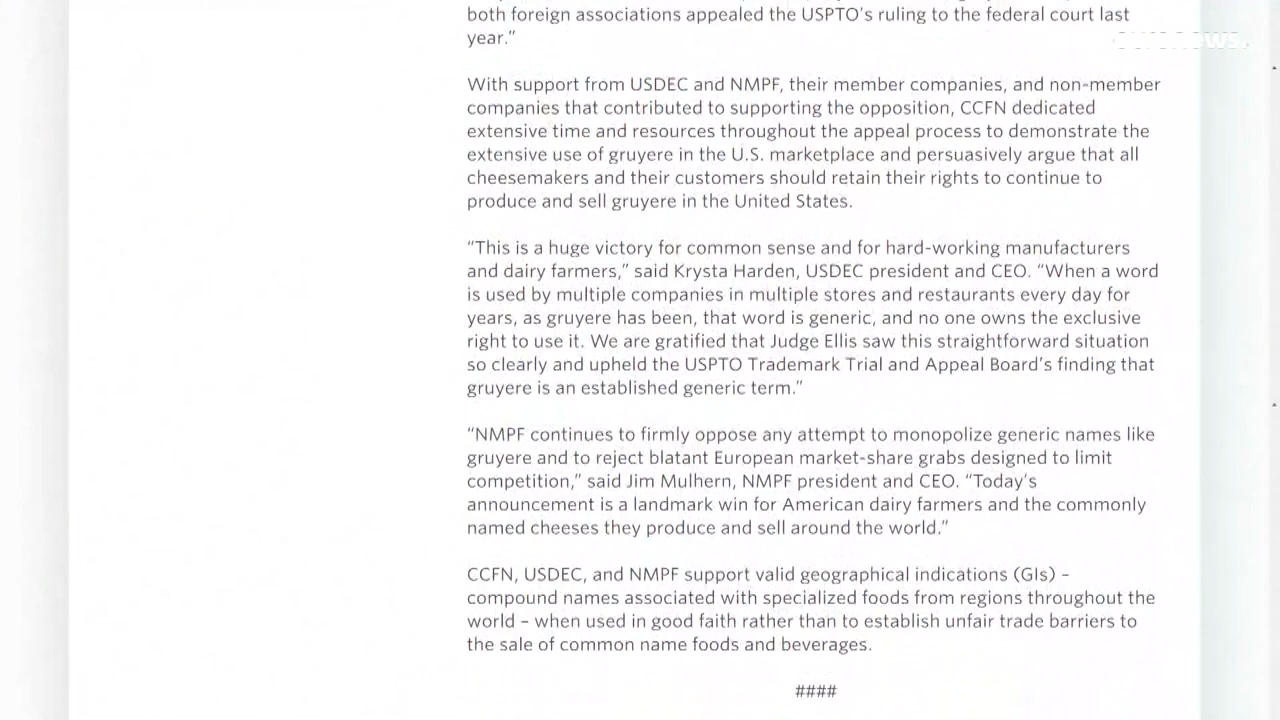 both foreign associations appealed the USPTO’s ruling to the federal court last
year.”
With support from USDEC and NMPF, their member companies, and non-member
companies that contributed to supporting the opposition, CCFN dedicated
extensive time and resources throughout the appeal process to demonstrate the
extensive use of gruyere in the U.S. marketplace and persuasively argue that all
cheesemakers and their customers should retain their rights to continue to
produce and sell gruyere in the United States.
“This is a huge victory for common sense and for hard-working manufacturers
and dairy farmers,” said Krysta Harden, USDEC president and CEO. “When a word
is used by multiple companies in multiple stores and restaurants every day for
years, as gruyere has been, that word is generic, and no one owns the exclusive
right to use it. We are gratified that Judge Ellis saw this straightforward situation
so clearly and upheld the USPTO Trademark Trial and Appeal Board’s finding that
gruyere is an established generic term.”
“NMPF continues to firmly oppose any attempt to monopolize generic names like
gruyere and to reject blatant European market-share grabs designed to limit
competition,” said Jim Mulhern, NMPF president and CEO. “Today’s
announcement is a landmark win for American dairy farmers and the commonly
named cheeses they produce and sell around the world.”
CCFN, USDEC, and NMPF support valid geographical indications (GIs) –
compound names associated with specialized foods from regions throughout the
world – when used in good faith rather than to establish unfair trade barriers to
the sale of common name foods and beverages.
####